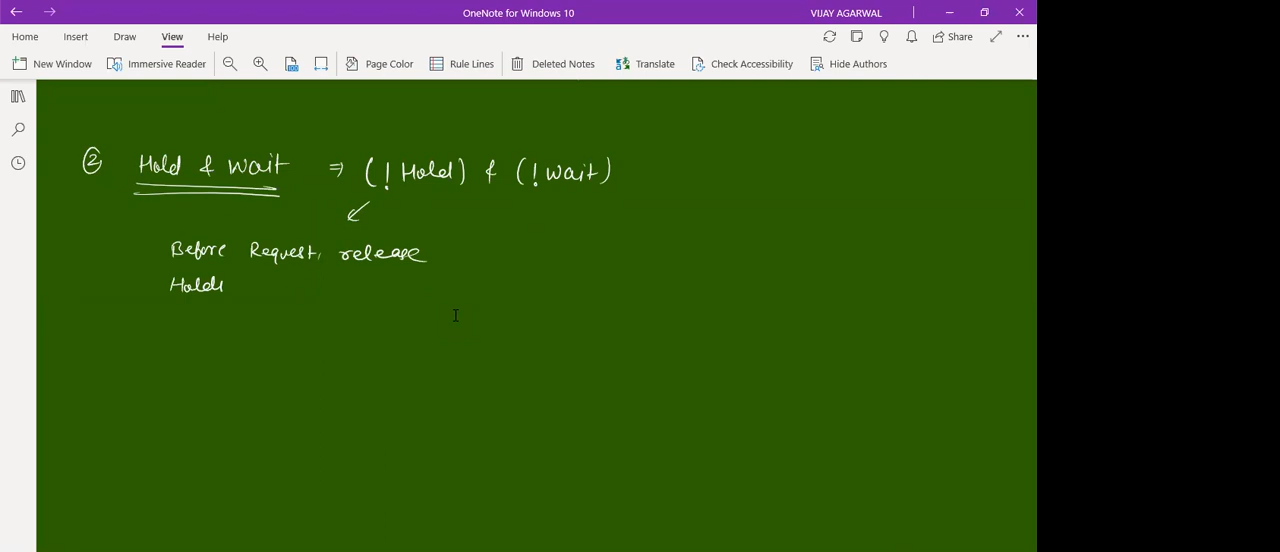 OneNote for Windows 10
VIJAY AGARWAL
Home Insert Draw View Help
Share
New Window Immersive Reader Page Color Rule Lines Deleted Notes Translate Check Accessibility Hide Authors
② Hold & Wait ⇒ (! Hold) & (! Wait)
Before Request, release
Holds